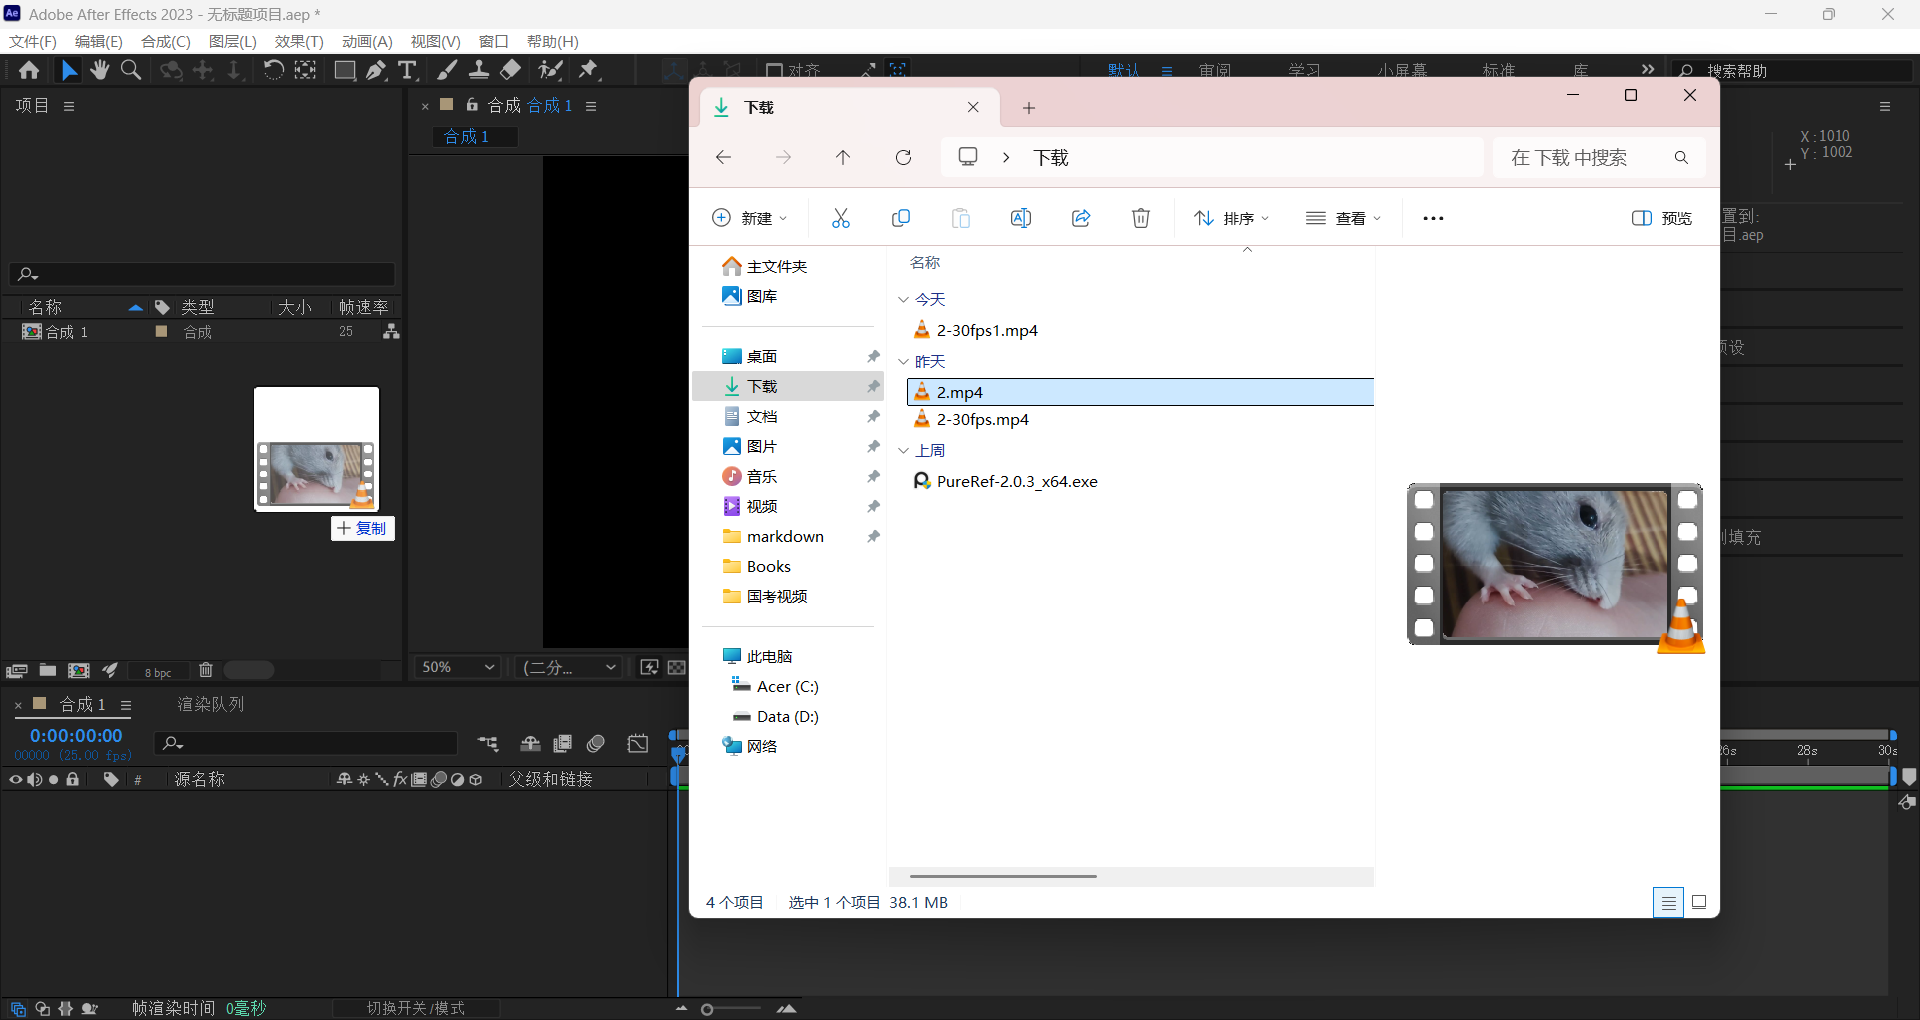 Ae Adobe After Effects 2023 - 无标题项目.aep *
文件(F) 编辑(E) 合成(C) 图层(L) 效果(T) 动画(A) 视图(V) 窗口 帮助(H)
对齐 默认 审阅 学习 小屏幕 标准 库 搜索帮助
项目
合成 合成 1
合成 1
名称 类型 大小 帧速率
合成 1 合成 25
复制
8 bpc
50% (二分...
X : 1010
Y : 1002
置到:
目.aep
合成 1 渲染队列
0:00:00:00
00000 (25.00 fps)
# 源名称 fx 父级和链接
28s 30s
帧渲染时间 0毫秒 切换开关/模式
下载
下载 在 下载 中搜索
新建 排序 查看 预览
主文件夹
图库
桌面
下载
文档
图片
音乐
视频
markdown
Books
国考视频
此电脑
Acer (C:)
Data (D:)
网络
名称
今天
2-30fps1.mp4
昨天
2.mp4
2-30fps.mp4
上周
PureRef-2.0.3_x64.exe
4 个项目 选中 1 个项目 38.1 MB